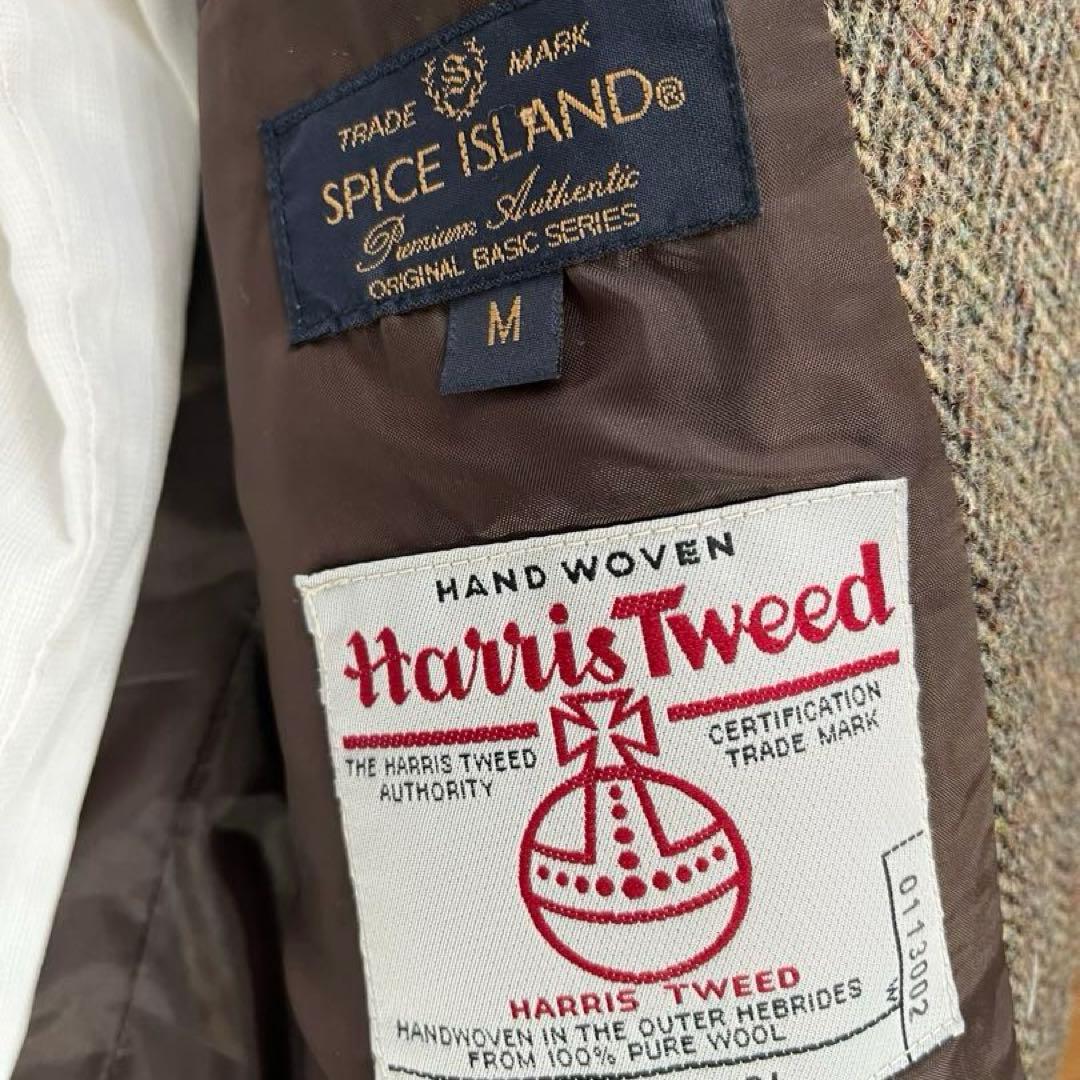 TRADE S MARK
SPICE ISLAND®
Premium Authentic
ORIGINAL BASIC SERIES
M
HAND WOVEN
Harris Tweed
THE HARRIS TWEED
AUTHORITY
CERTIFICATION
TRADE MARK
HARRIS TWEED
HANDWOVEN IN THE OUTER HEBRIDES
FROM 100% PURE WOOL
W
0113002